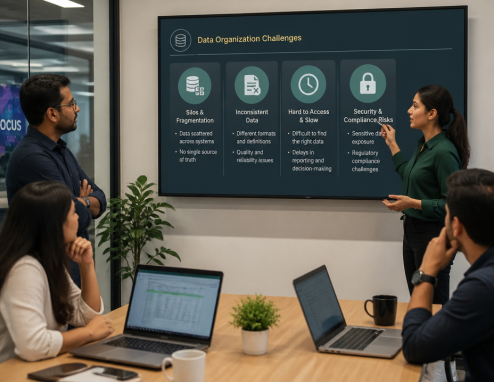 OCUS
Data Organization Challenges
Silos &
Fragmentation
• Data scattered
across systems
• No single source
of truth
Inconsistent
Data
• Different formats
and definitions
• Quality and
reliability issues
Hard to Access
& Slow
• Difficult to find
the right data
• Delays in
reporting and
decision-making
Security &
Compliance Risks
• Sensitive data
exposure
• Regulatory
compliance
challenges